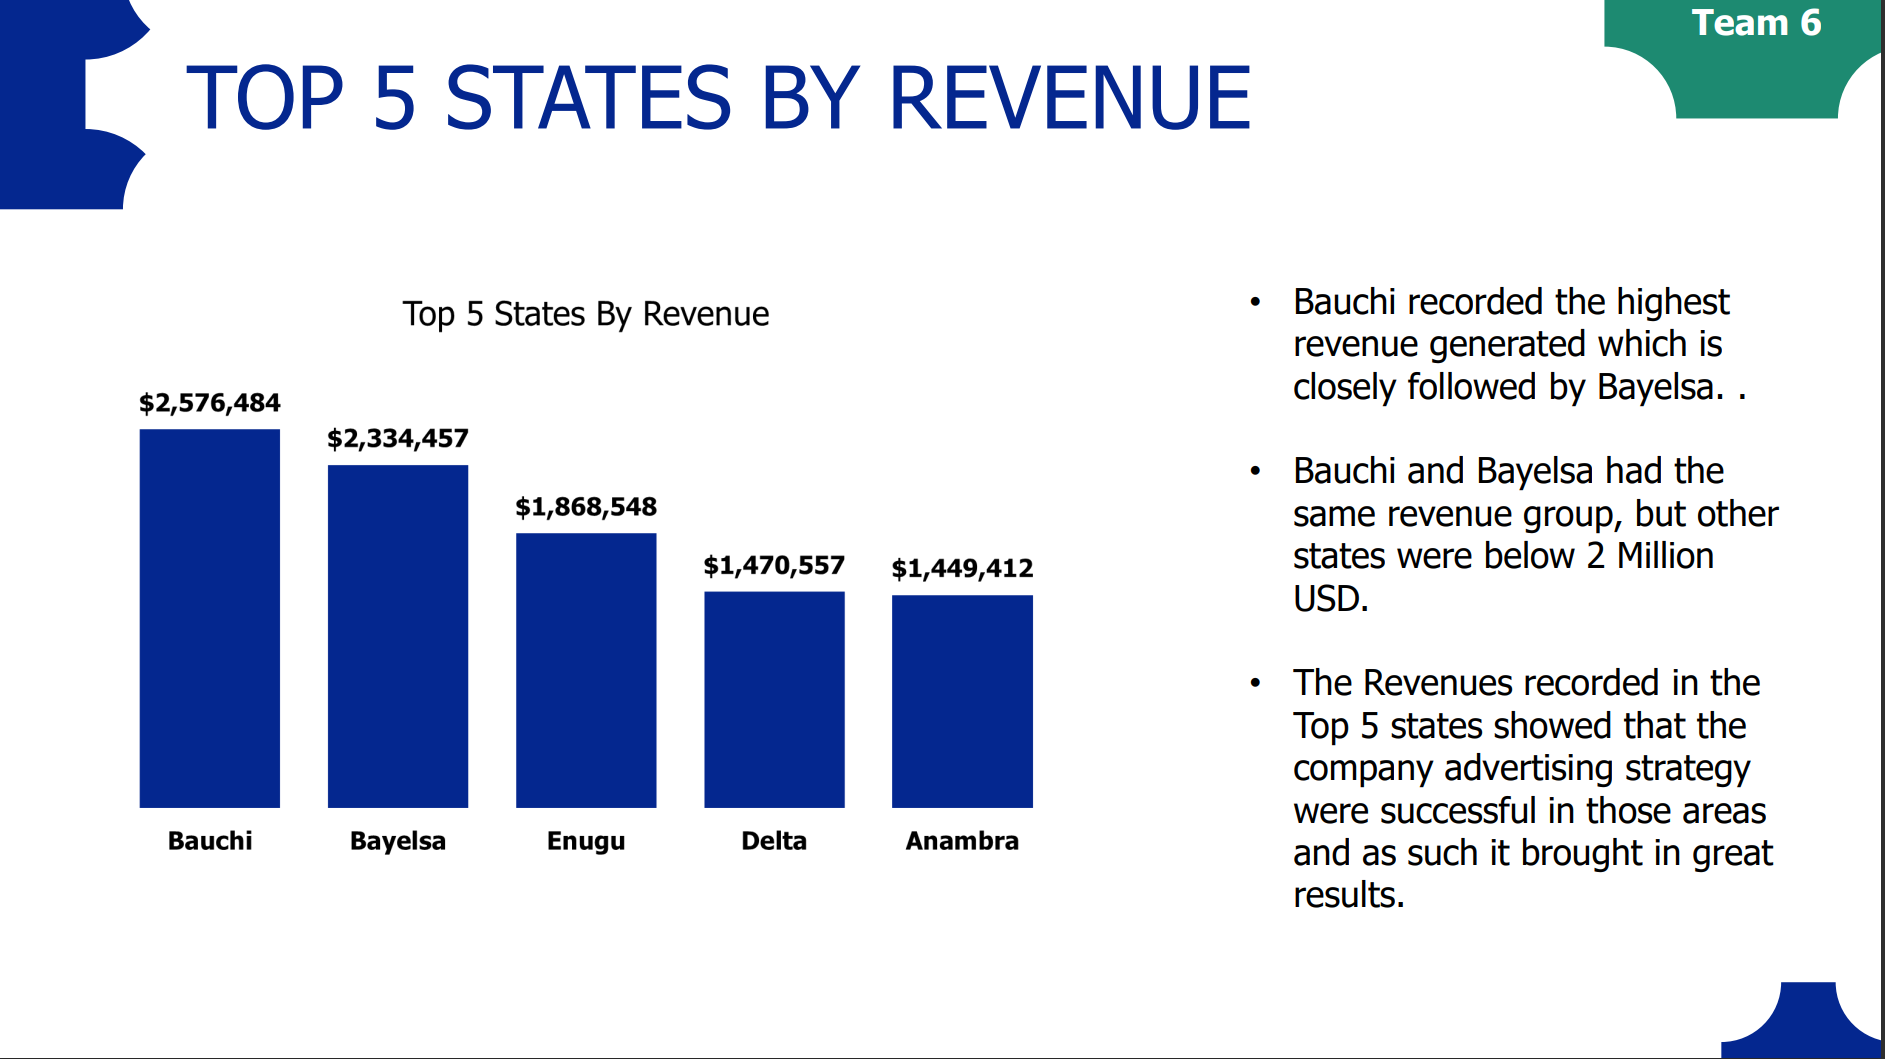 Team 6
TOP 5 STATES BY REVENUE
Top 5 States By Revenue
$2,576,484
$2,334,457
$1,868,548
$1,470,557
$1,449,412
Bauchi
Bayelsa
Enugu
Delta
Anambra
• Bauchi recorded the highest
revenue generated which is
closely followed by Bayelsa. .
• Bauchi and Bayelsa had the
same revenue group, but other
states were below 2 Million
USD.
• The Revenues recorded in the
Top 5 states showed that the
company advertising strategy
were successful in those areas
and as such it brought in great
results.